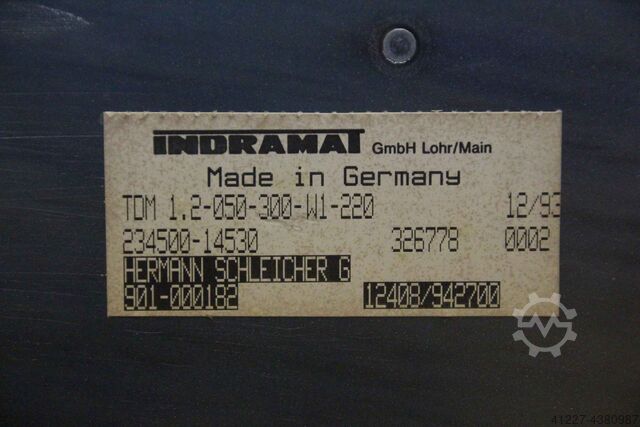 INDRAMAT GmbH Lohr/Main
Made in Germany
TDM 1.2-050-300-W1-220 12/93
234500-14530 326778 0002
HERMANN SCHLEICHER G
901-000182 12408/942700
41227-4380987